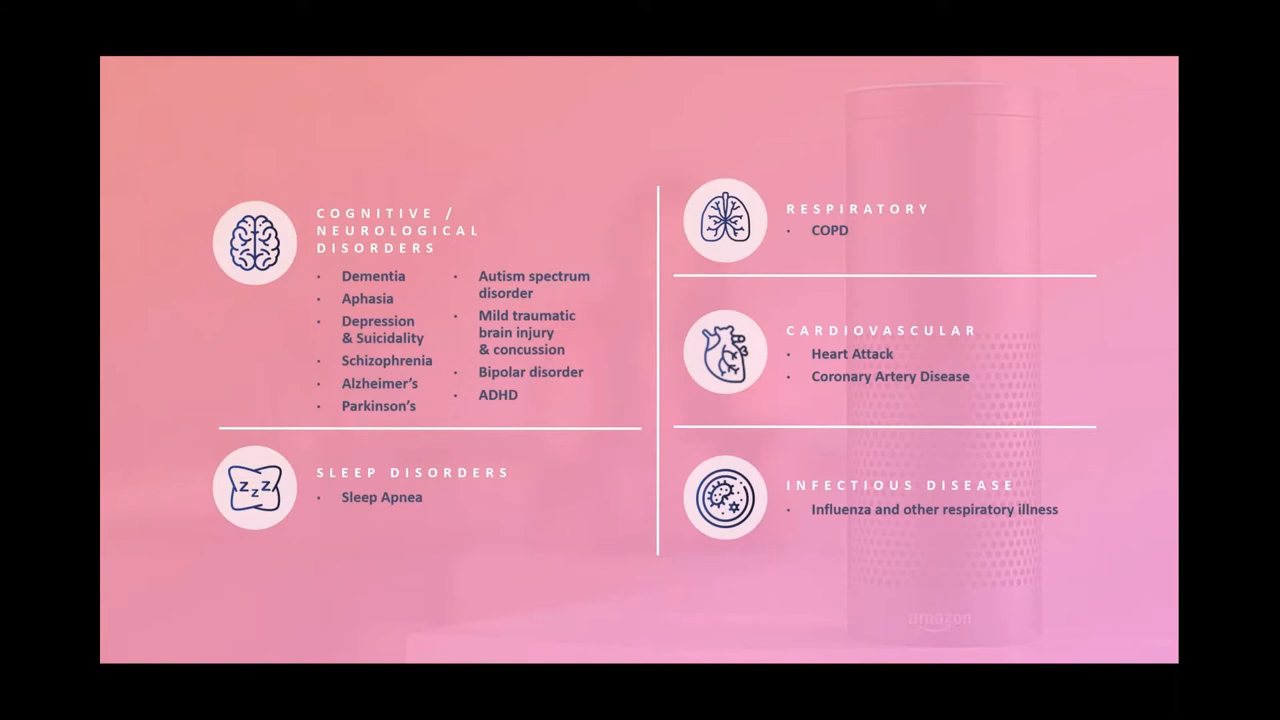 COGNITIVE /
NEUROLOGICAL
DISORDERS
• Dementia
• Aphasia
• Depression
& Suicidality
• Schizophrenia
• Alzheimer’s
• Parkinson’s
• Autism spectrum
disorder
• Mild traumatic
brain injury
& concussion
• Bipolar disorder
• ADHD
ZZZ
SLEEP DISORDERS
• Sleep Apnea
RESPIRATORY
• COPD
CARDIOVASCULAR
• Heart Attack
• Coronary Artery Disease
INFECTIOUS DISEASE
• Influenza and other respiratory illness
amazon